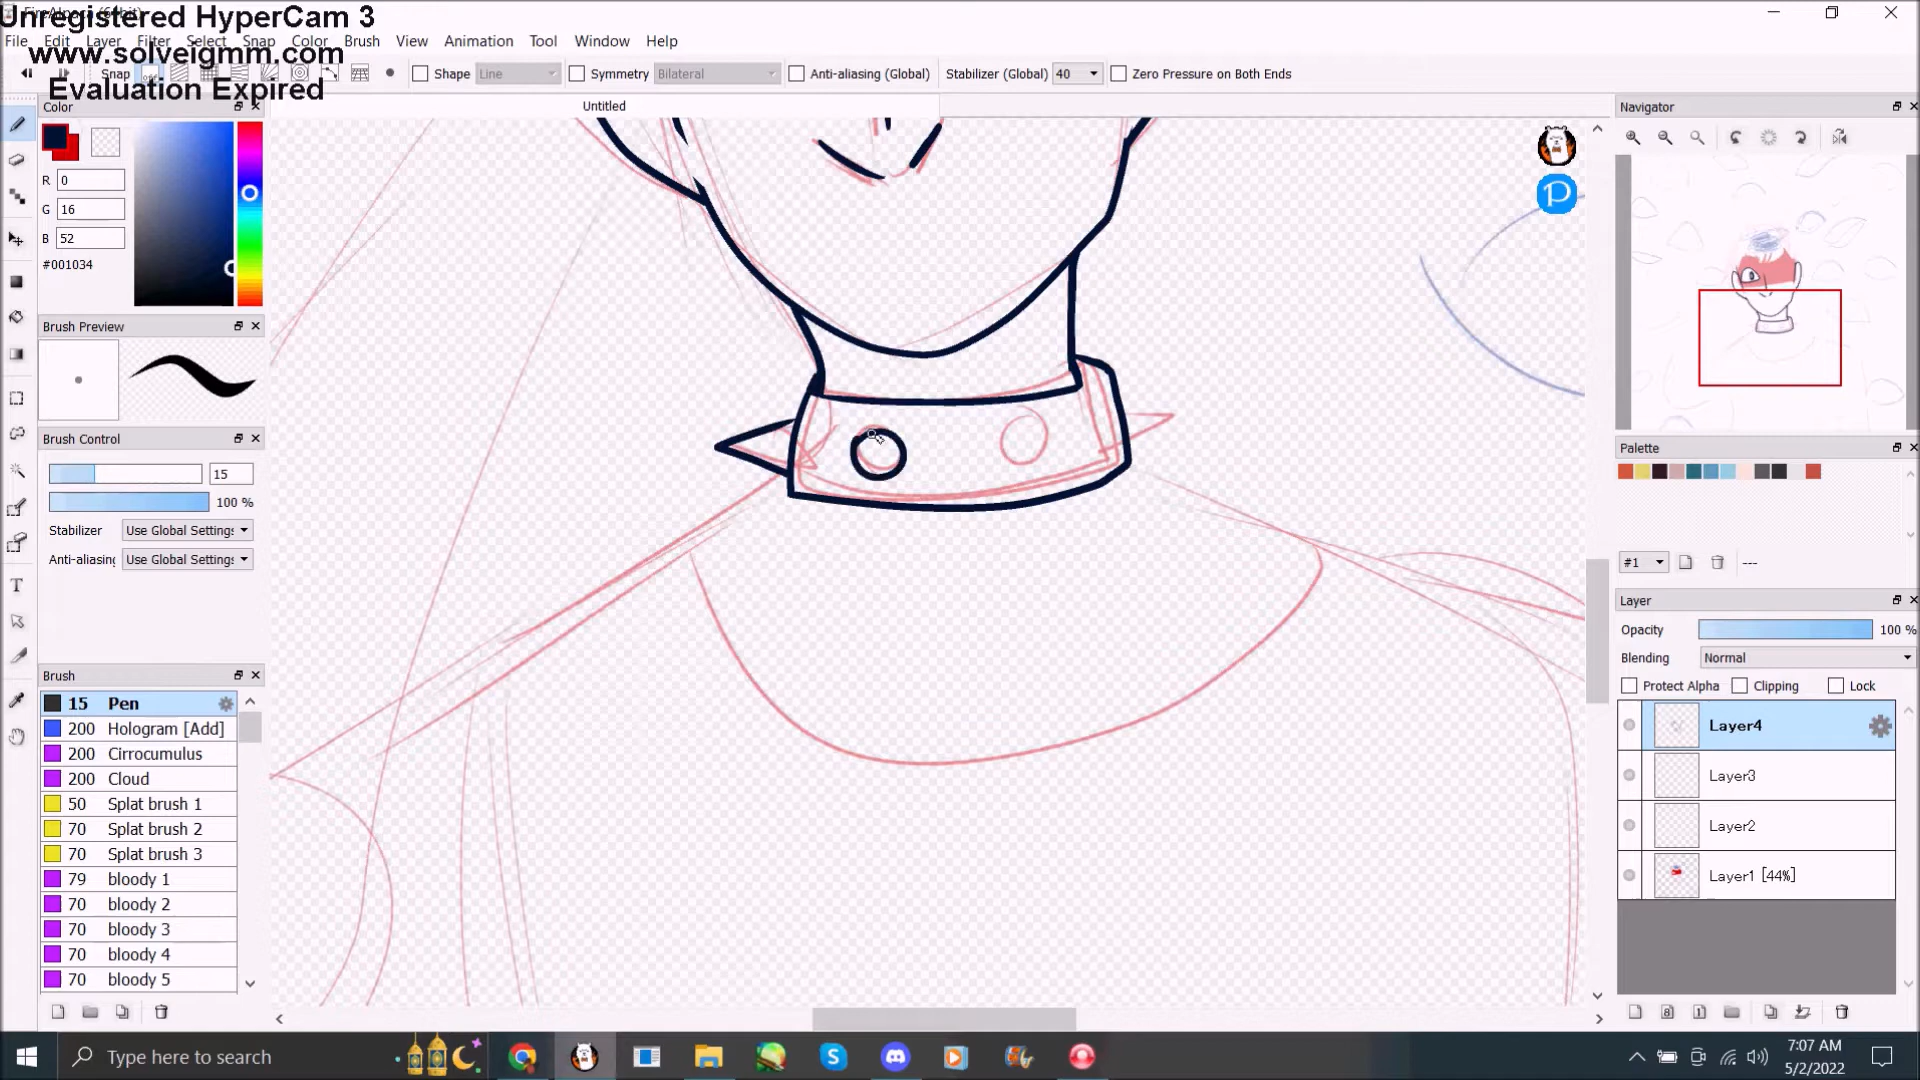 Unregistered HyperCam 3
www.solveigmm.com
Evaluation Expired
File Edit Layer Filter Select Snap Color Brush View Animation Tool Window Help
Snap
Shape Line Symmetry Bilateral Anti-aliasing (Global) Stabilizer (Global) 40 Zero Pressure on Both Ends
Untitled
Color
R 0
G 16
B 52
#001034
Brush Preview
Brush Control
15
100 %
Stabilizer Use Global Settings
Anti-aliasing Use Global Settings
Brush
15 Pen
200 Hologram [Add]
200 Cirrocumulus
200 Cloud
50 Splat brush 1
70 Splat brush 2
70 Splat brush 3
79 bloody 1
70 bloody 2
70 bloody 3
70 bloody 4
70 bloody 5
Navigator
Palette
#1 ---
Layer
Opacity 100 %
Blending Normal
Protect Alpha Clipping Lock
Layer4
Layer3
Layer2
Layer1 [44%]
Type here to search
7:07 AM
5/2/2022